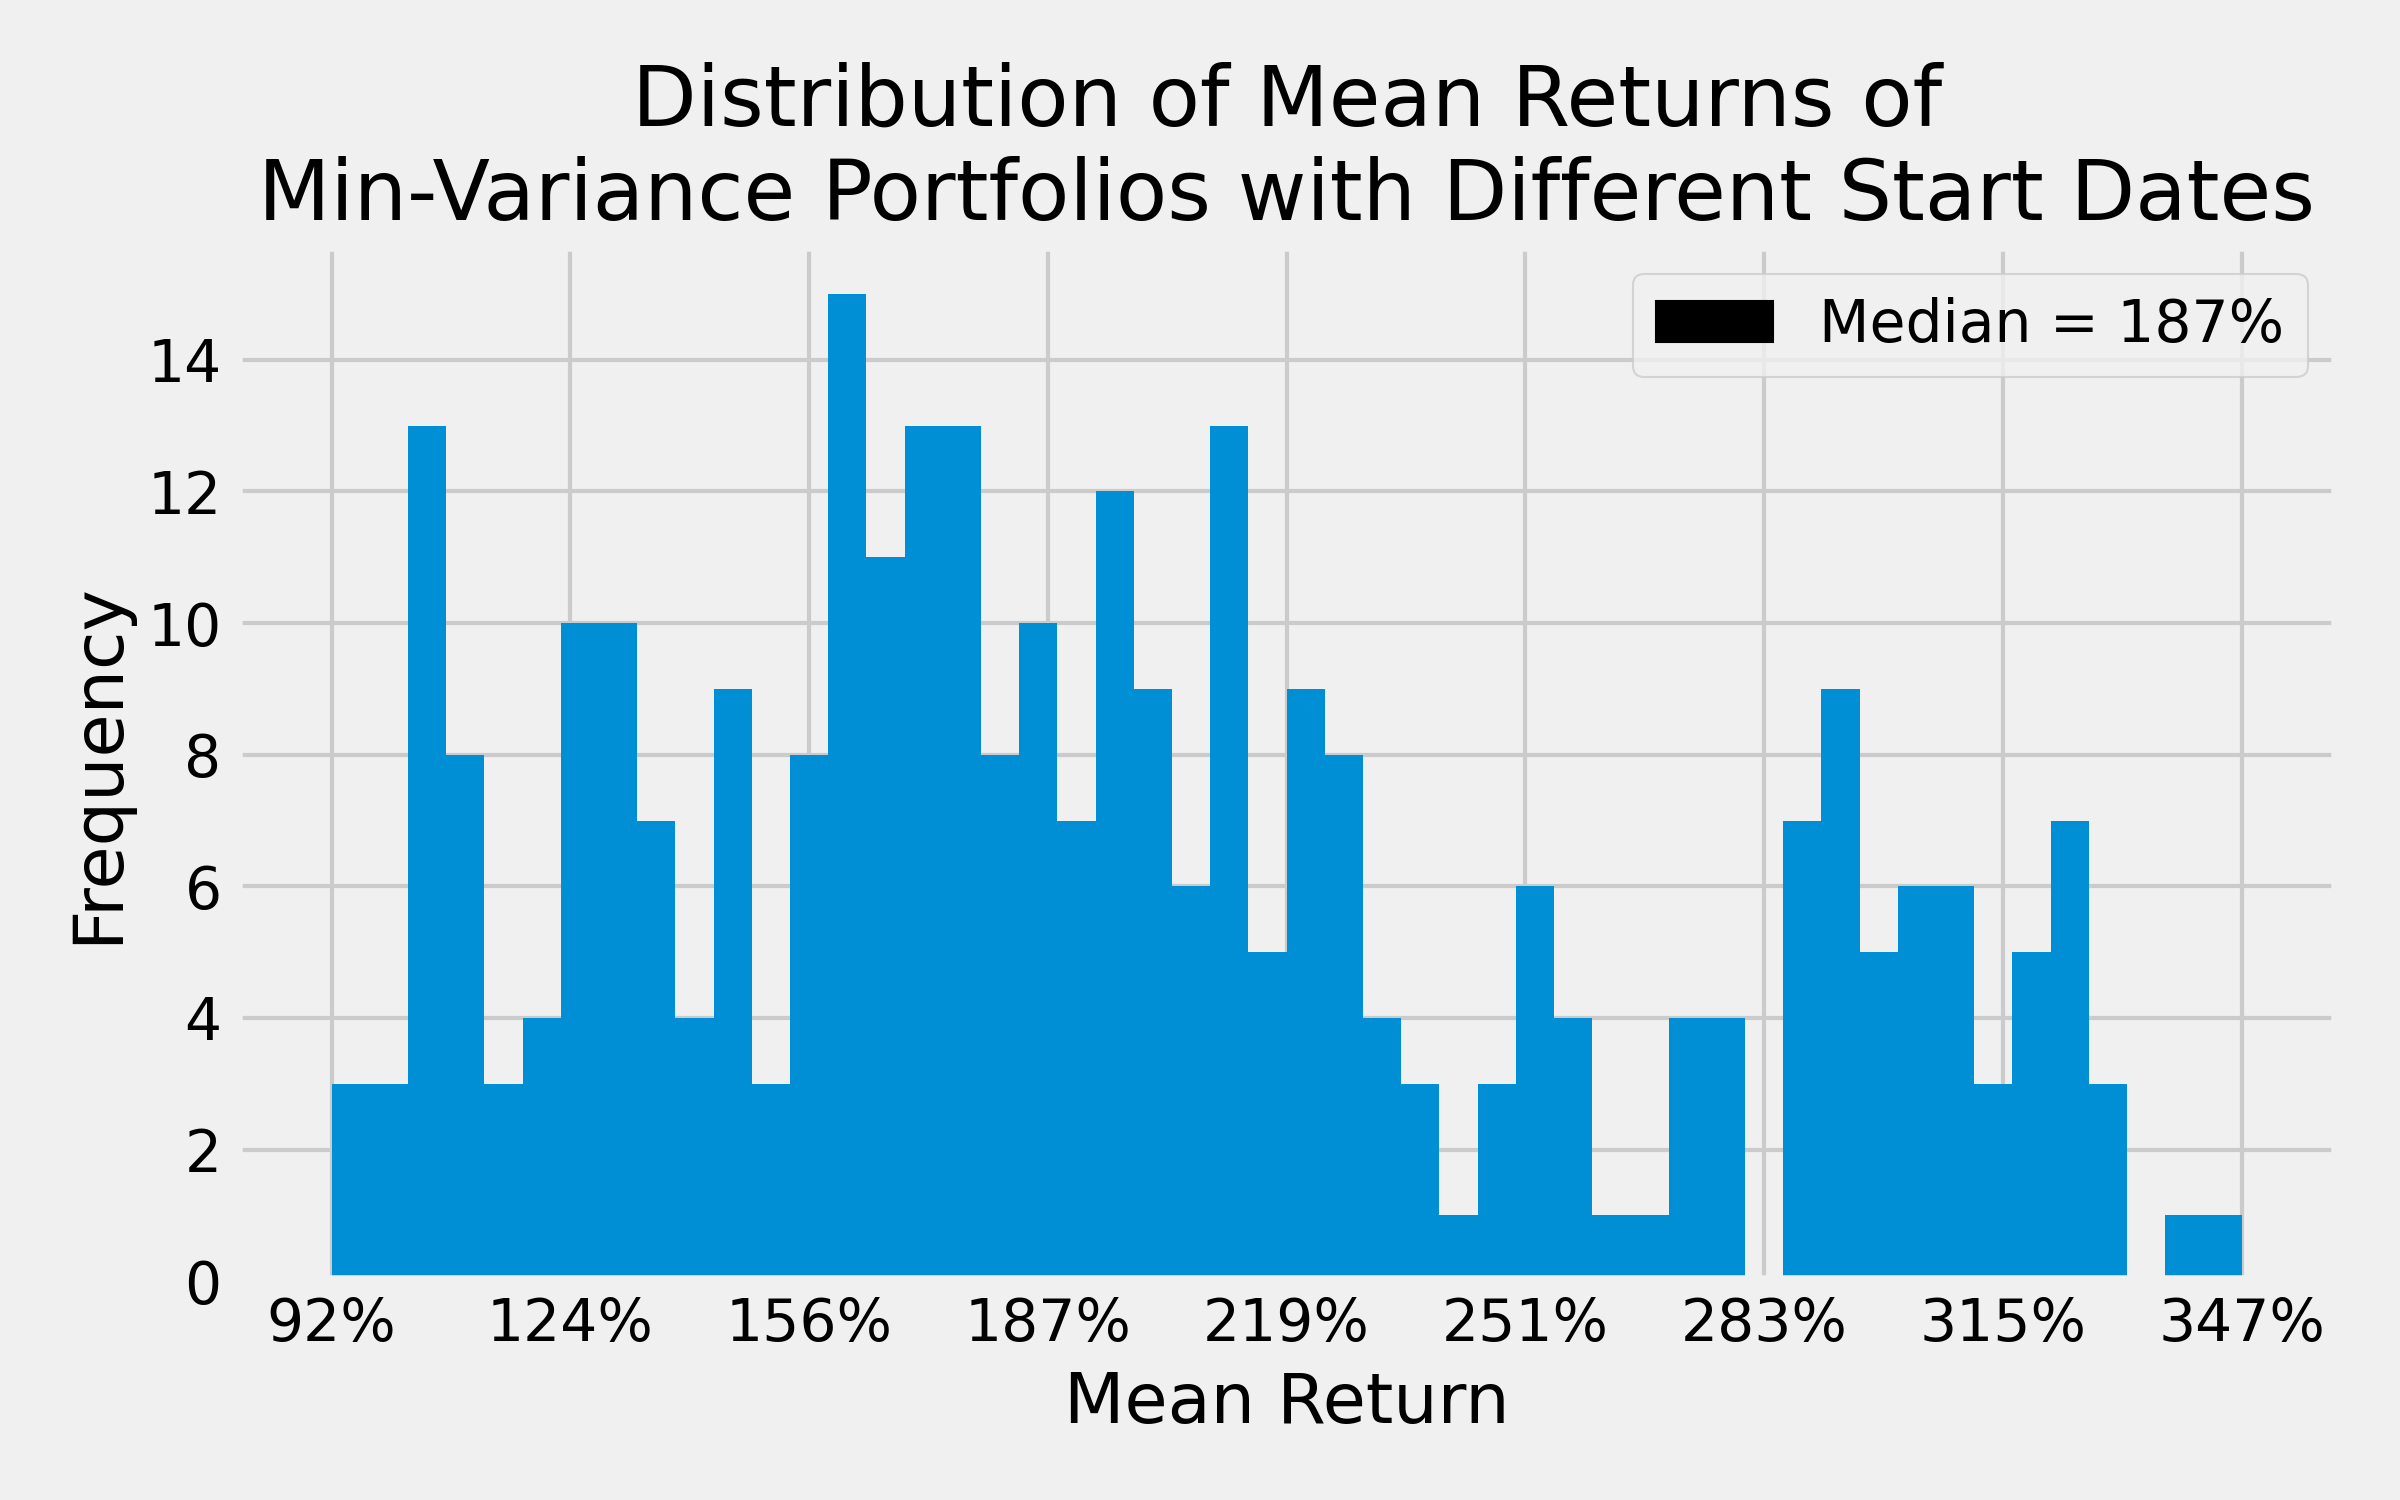 Distribution of Mean Returns of
Min-Variance Portfolios with Different Start Dates
Median = 187%
Frequency
14
12
10
8
6
4
2
0
92% 124% 156% 187% 219% 251% 283% 315% 347%
Mean Return